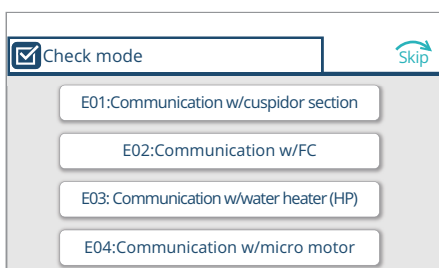 Check mode
Skip
E01:Communication w/cuspidor section
E02:Communication w/FC
E03: Communication w/water heater (HP)
E04:Communication w/micro motor